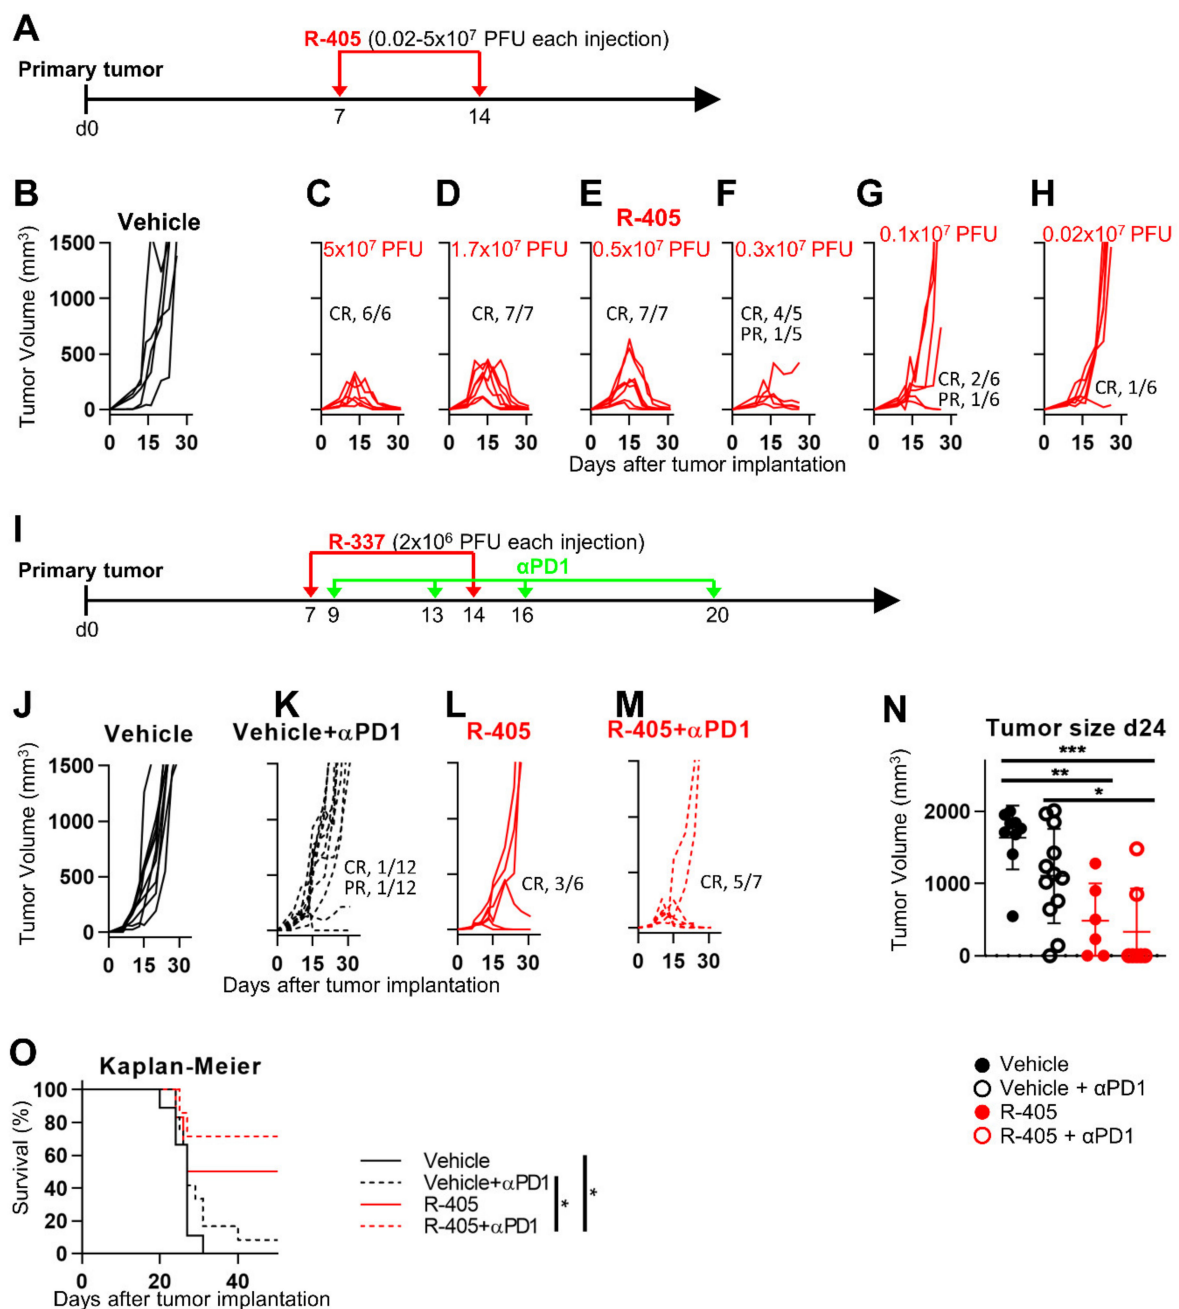 A
R-405 (0.02-5x10⁷ PFU each injection)
Primary tumor
d0
7
14
B
C
D
E
F
G
H
Vehicle
R-405
5x10⁷ PFU
1.7x10⁷ PFU
0.5x10⁷ PFU
0.3x10⁷ PFU
0.1x10⁷ PFU
0.02x10⁷ PFU
Tumor Volume (mm³)
1500
1000
500
0
CR, 6/6
CR, 7/7
CR, 7/7
CR, 4/5
PR, 1/5
CR, 2/6
PR, 1/6
CR, 1/6
0 15 30
0 15 30
0 15 30
0 15 30
0 15 30
0 15 30
0 15 30
Days after tumor implantation
I
R-337 (2x10⁶ PFU each injection)
αPD1
Primary tumor
d0
7
9
13
14
16
20
J
K
L
M
N
Vehicle
Vehicle+αPD1
R-405
R-405+αPD1
Tumor Volume (mm³)
1500
1000
500
0
CR, 1/12
PR, 1/12
CR, 3/6
CR, 5/7
0 15 30
0 15 30
0 15 30
0 15 30
Days after tumor implantation
Tumor size d24
***
**
*
Tumor Volume (mm³)
2000
1000
0
Vehicle
Vehicle + αPD1
R-405
R-405 + αPD1
O
Kaplan-Meier
Survival (%)
100
80
60
40
20
0
0 20 40
Days after tumor implantation
Vehicle
Vehicle+αPD1
R-405
R-405+αPD1
*
*